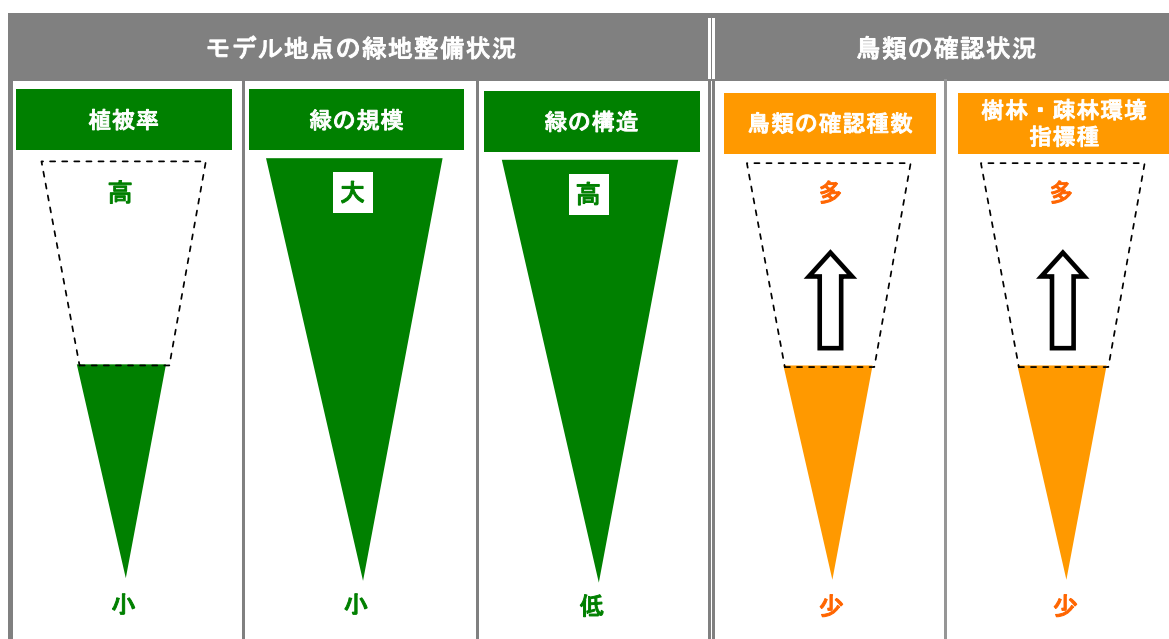 モデル地点の緑地整備状況
鳥類の確認状況
植被率
緑の規模
緑の構造
鳥類の確認種数
樹林・疎林環境
指標種
高
大
高
多
多
小
小
低
少
少